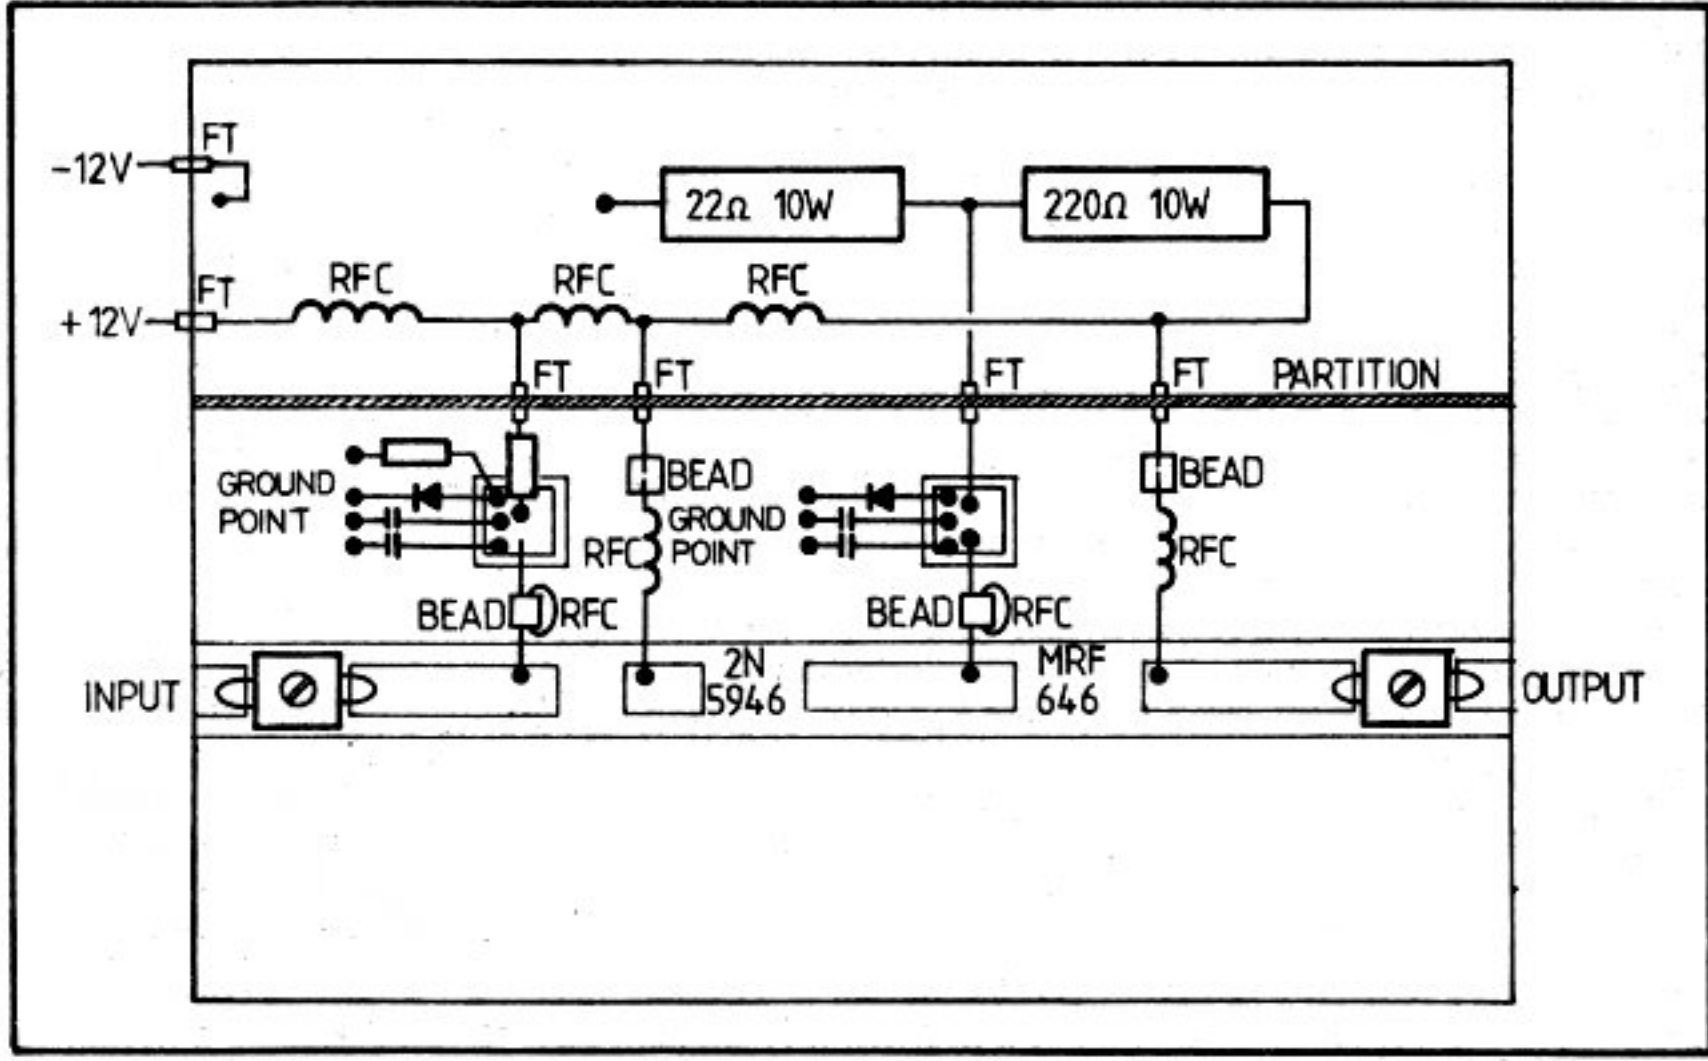 FT
-12V
22Ω 10W
220Ω 10W
RFC
RFC
RFC
FT
+12V
FT
FT
FT
FT
PARTITION
GROUND
POINT
BEAD
GROUND
POINT
BEAD
RFC
RFC
BEAD
RFC
BEAD
RFC
2N
5946
MRF
646
INPUT
OUTPUT